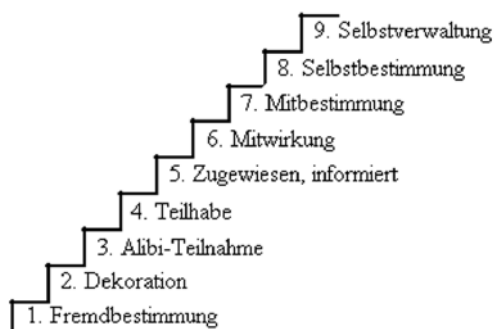 9. Selbstverwaltung
8. Selbstbestimmung
7. Mitbestimmung
6. Mitwirkung
5. Zugewiesen, informiert
4. Teilhabe
3. Alibi-Teilnahme
2. Dekoration
1. Fremdbestimmung